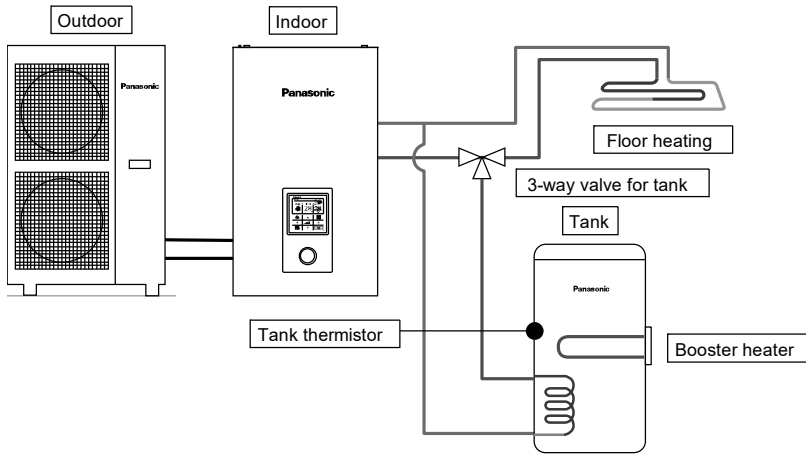 Outdoor
Indoor
Panasonic
Panasonic
Floor heating
3-way valve for tank
Tank
Panasonic
Tank thermistor
Booster heater